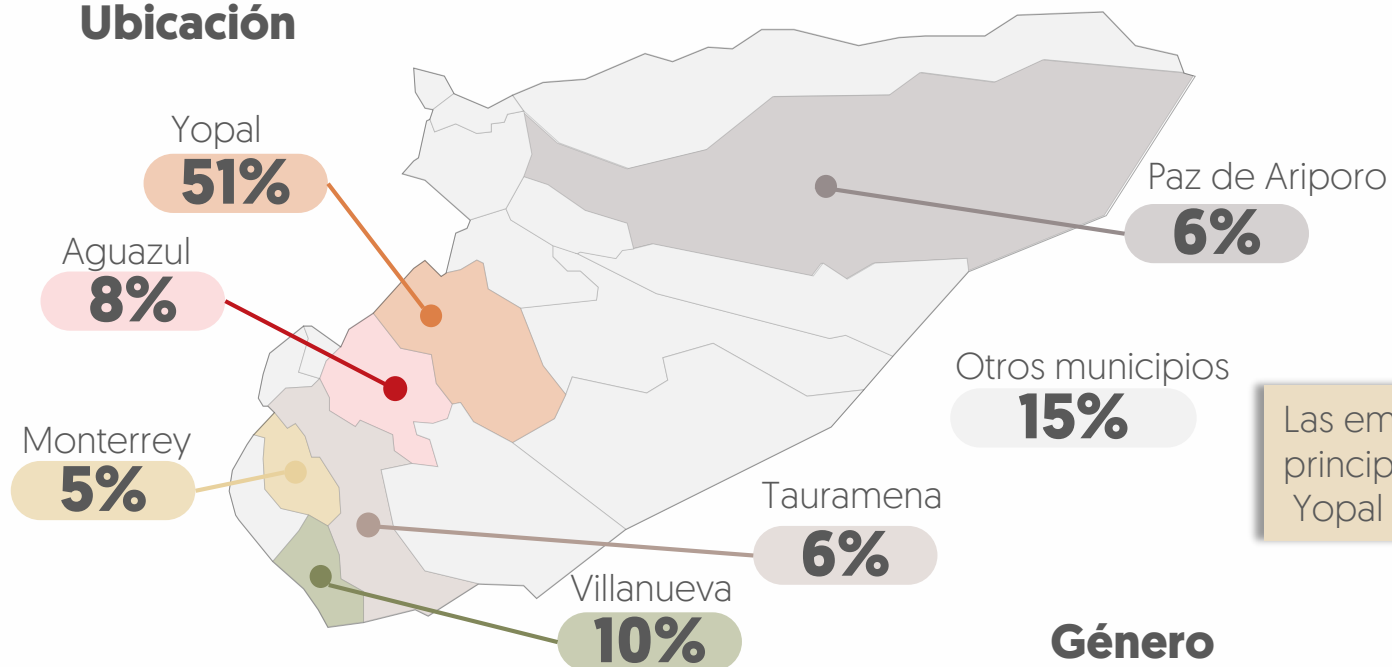 Ubicación
Yopal
51%
Paz de Ariporo
6%
Aguazul
8%
Otros municipios
15%
Monterrey
5%
Tauramena
6%
Villanueva
10%
Las em
princip
Yopal
Género